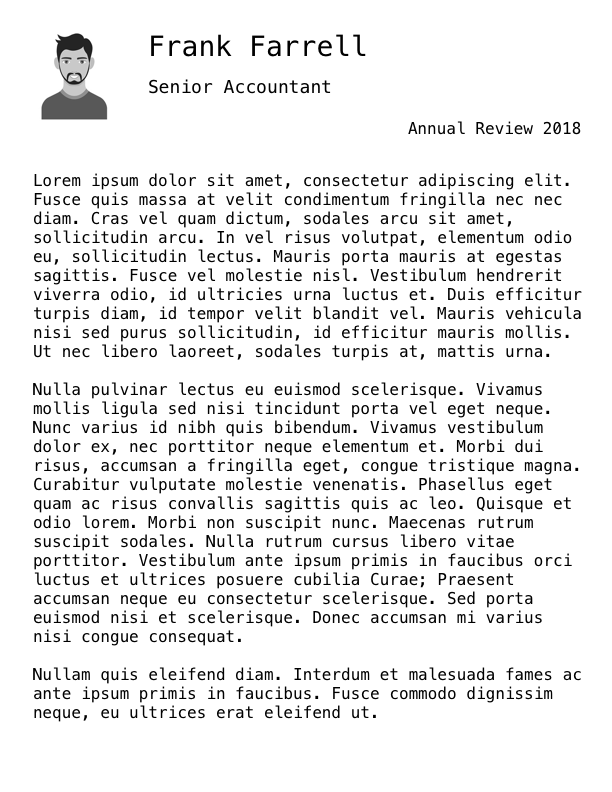 Frank Farrell
Senior Accountant
Annual Review 2018
Lorem ipsum dolor sit amet, consectetur adipiscing elit.
Fusce quis massa at velit condimentum fringilla nec nec
diam. Cras vel quam dictum, sodales arcu sit amet,
sollicitudin arcu. In vel risus volutpat, elementum odio
eu, sollicitudin lectus. Mauris porta mauris at egestas
sagittis. Fusce vel molestie nisl. Vestibulum hendrerit
viverra odio, id ultricies urna luctus et. Duis efficitur
turpis diam, id tempor velit blandit vel. Mauris vehicula
nisi sed purus sollicitudin, id efficitur mauris mollis.
Ut nec libero laoreet, sodales turpis at, mattis urna.
Nulla pulvinar lectus eu euismod scelerisque. Vivamus
mollis ligula sed nisi tincidunt porta vel eget neque.
Nunc varius id nibh quis bibendum. Vivamus vestibulum
dolor ex, nec porttitor neque elementum et. Morbi dui
risus, accumsan a fringilla eget, congue tristique magna.
Curabitur vulputate molestie venenatis. Phasellus eget
quam ac risus convallis sagittis quis ac leo. Quisque et
odio lorem. Morbi non suscipit nunc. Maecenas rutrum
suscipit sodales. Nulla rutrum cursus libero vitae
porttitor. Vestibulum ante ipsum primis in faucibus orci
luctus et ultrices posuere cubilia Curae; Praesent
accumsan neque eu consectetur scelerisque. Sed porta
euismod nisi et scelerisque. Donec accumsan mi varius
nisi congue consequat.
Nullam quis eleifend diam. Interdum et malesuada fames ac
ante ipsum primis in faucibus. Fusce commodo dignissim
neque, eu ultrices erat eleifend ut.